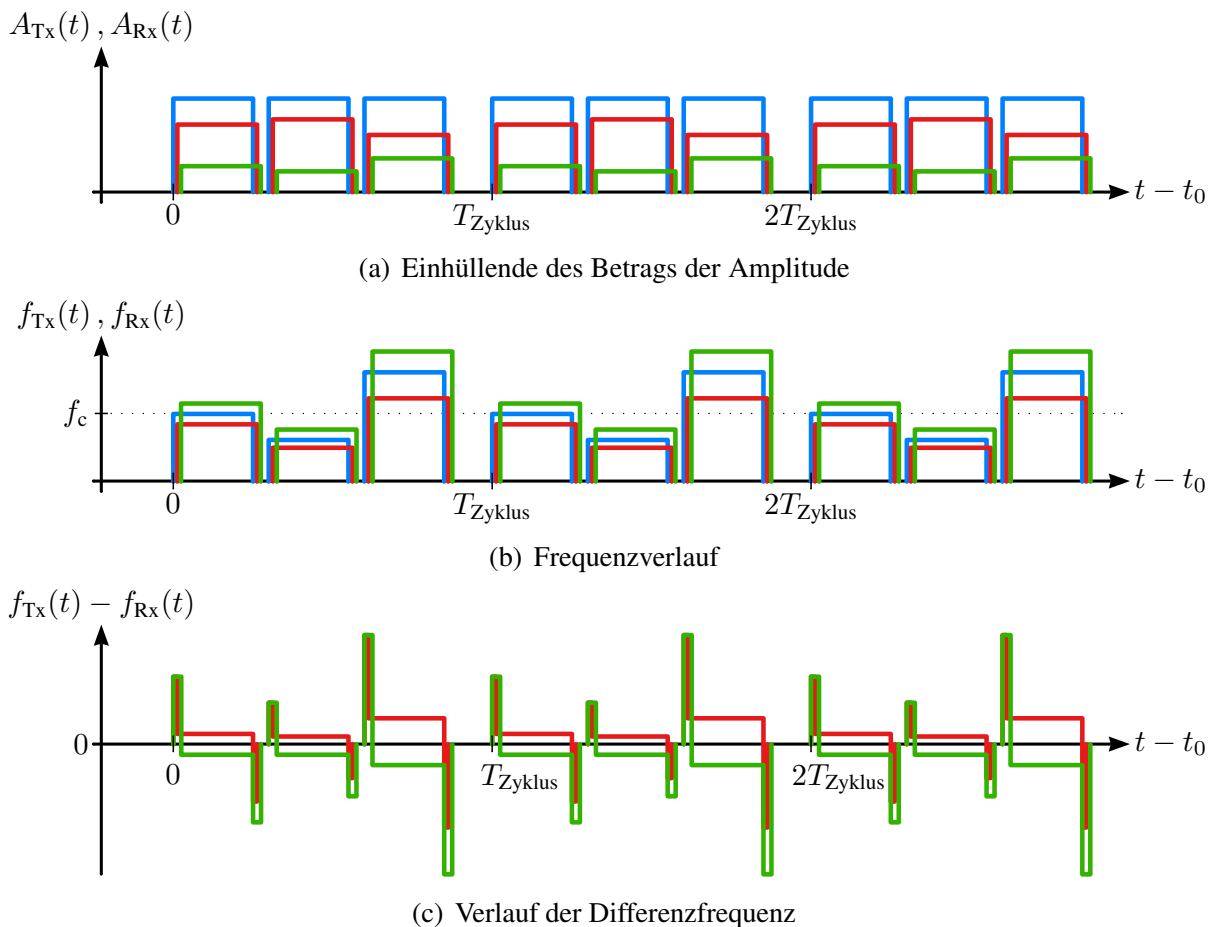 A_Tx(t) , A_Rx(t)
t − t_0
0 T_Zyklus 2T_Zyklus
(a) Einhüllende des Betrags der Amplitude
f_Tx(t) , f_Rx(t)
f_c
t − t_0
0 T_Zyklus 2T_Zyklus
(b) Frequenzverlauf
f_Tx(t) − f_Rx(t)
0
t − t_0
0 T_Zyklus 2T_Zyklus
(c) Verlauf der Differenzfrequenz